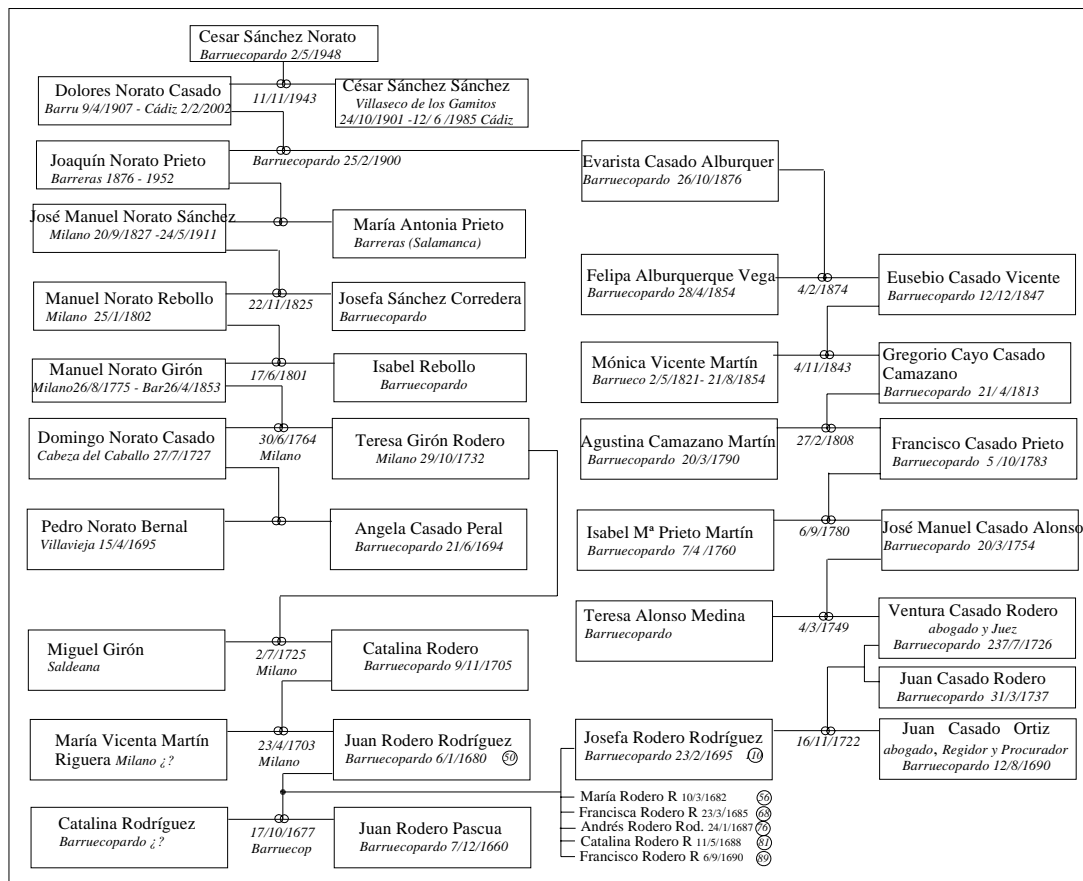 Cesar Sánchez Norato
Barruecopardo 2/5/1948
Dolores Norato Casado
Barru 9/4/1907 - Cádiz 2/2/2002
11/11/1943
César Sánchez Sánchez
Villaseco de los Gamitos
24/10/1901 -12/ 6 /1985 Cádiz
Joaquín Norato Prieto
Barreras 1876 - 1952
Barruecopardo 25/2/1900
Evarista Casado Alburquer
Barruecopardo 26/10/1876
José Manuel Norato Sánchez
Milano 20/9/1827 -24/5/1911
María Antonia Prieto
Barreras (Salamanca)
Felipa Alburquerque Vega
Barruecopardo 28/4/1854
4/2/1874
Eusebio Casado Vicente
Barruecopardo 12/12/1847
Manuel Norato Rebollo
Milano 25/1/1802
22/11/1825
Josefa Sánchez Corredera
Barruecopardo
Manuel Norato Girón
Milano26/8/1775 - Bar26/4/1853
17/6/1801
Isabel Rebollo
Barruecopardo
Mónica Vicente Martín
Barrueco 2/5/1821- 21/8/1854
4/11/1843
Gregorio Cayo Casado
Camazano
Barruecopardo 21/ 4/1813
Domingo Norato Casado
Cabeza del Caballo 27/7/1727
30/6/1764
Milano
Teresa Girón Rodero
Milano 29/10/1732
Agustina Camazano Martín
Barruecopardo 20/3/1790
27/2/1808
Francisco Casado Prieto
Barruecopardo 5 /10/1783
Pedro Norato Bernal
Villavieja 15/4/1695
Angela Casado Peral
Barruecopardo 21/6/1694
Isabel Mª Prieto Martín
Barruecopardo 7/4 /1760
6/9/1780
José Manuel Casado Alonso
Barruecopardo 20/3/1754
Teresa Alonso Medina
Barruecopardo
4/3/1749
Ventura Casado Rodero
abogado y Juez
Barruecopardo 237/7/1726
Miguel Girón
Saldeana
2/7/1725
Milano
Catalina Rodero
Barruecopardo 9/11/1705
Juan Casado Rodero
Barruecopardo 31/3/1737
María Vicenta Martín
Riguera Milano ¿?
23/4/1703
Milano
Juan Rodero Rodríguez
Barruecopardo 6/1/1680 50
Josefa Rodero Rodríguez
Barruecopardo 23/2/1695 110
16/11/1722
Juan Casado Ortiz
abogado, Regidor y Procurador
Barruecopardo 12/8/1690
Catalina Rodríguez
Barruecopardo ¿?
17/10/1677
Barruecop
Juan Rodero Pascua
Barruecopardo 7/12/1660
María Rodero R 10/3/1682 56
Francisca Rodero R 23/3/1685 68
Andrés Rodero Rod. 24/1/1687 76
Catalina Rodero R 11/5/1688 81
Francisco Rodero R 6/9/1690 89